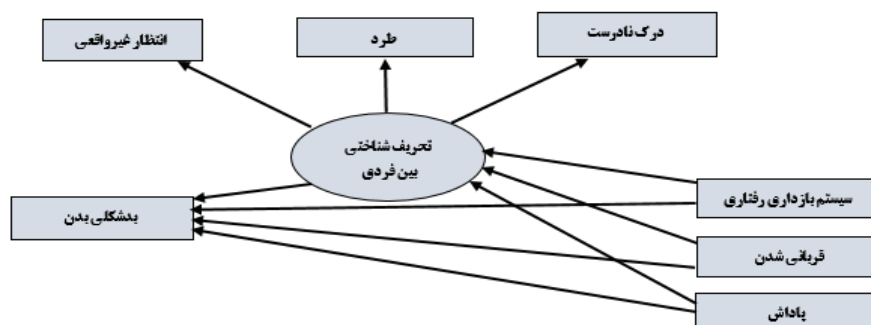 درک نادرست
طرد
انتظار غیرواقعی
تحریف شناختی
بین فردی
سیستم بازداری رفتاری
بدشکلی بدن
قربانی شدن
پاداش